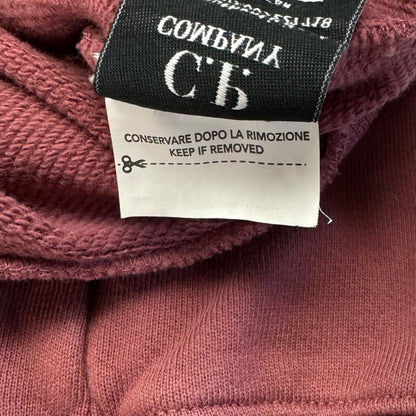 C.P.
COMPANY
CONSERVARE DOPO LA RIMOZIONE
KEEP IF REMOVED